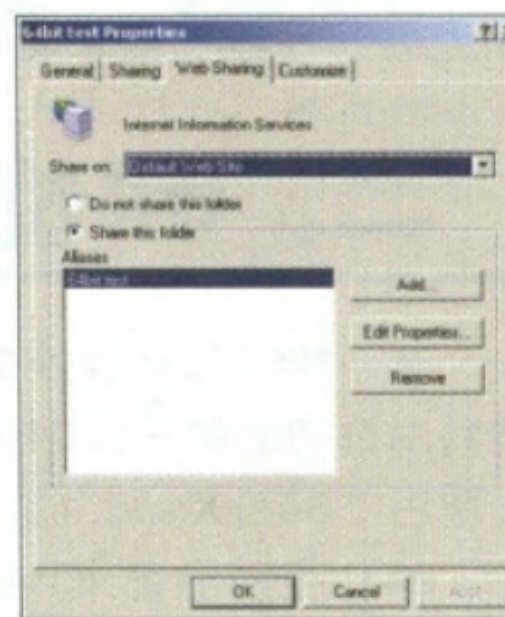 64bit test Properties
General Sharing Web Sharing Customize
Internet Information Services
Share on: Default Web Site
Do not share this folder
Share this folder
Aliases
64bit test
Add...
Edit Properties...
Remove
OK Cancel Apply